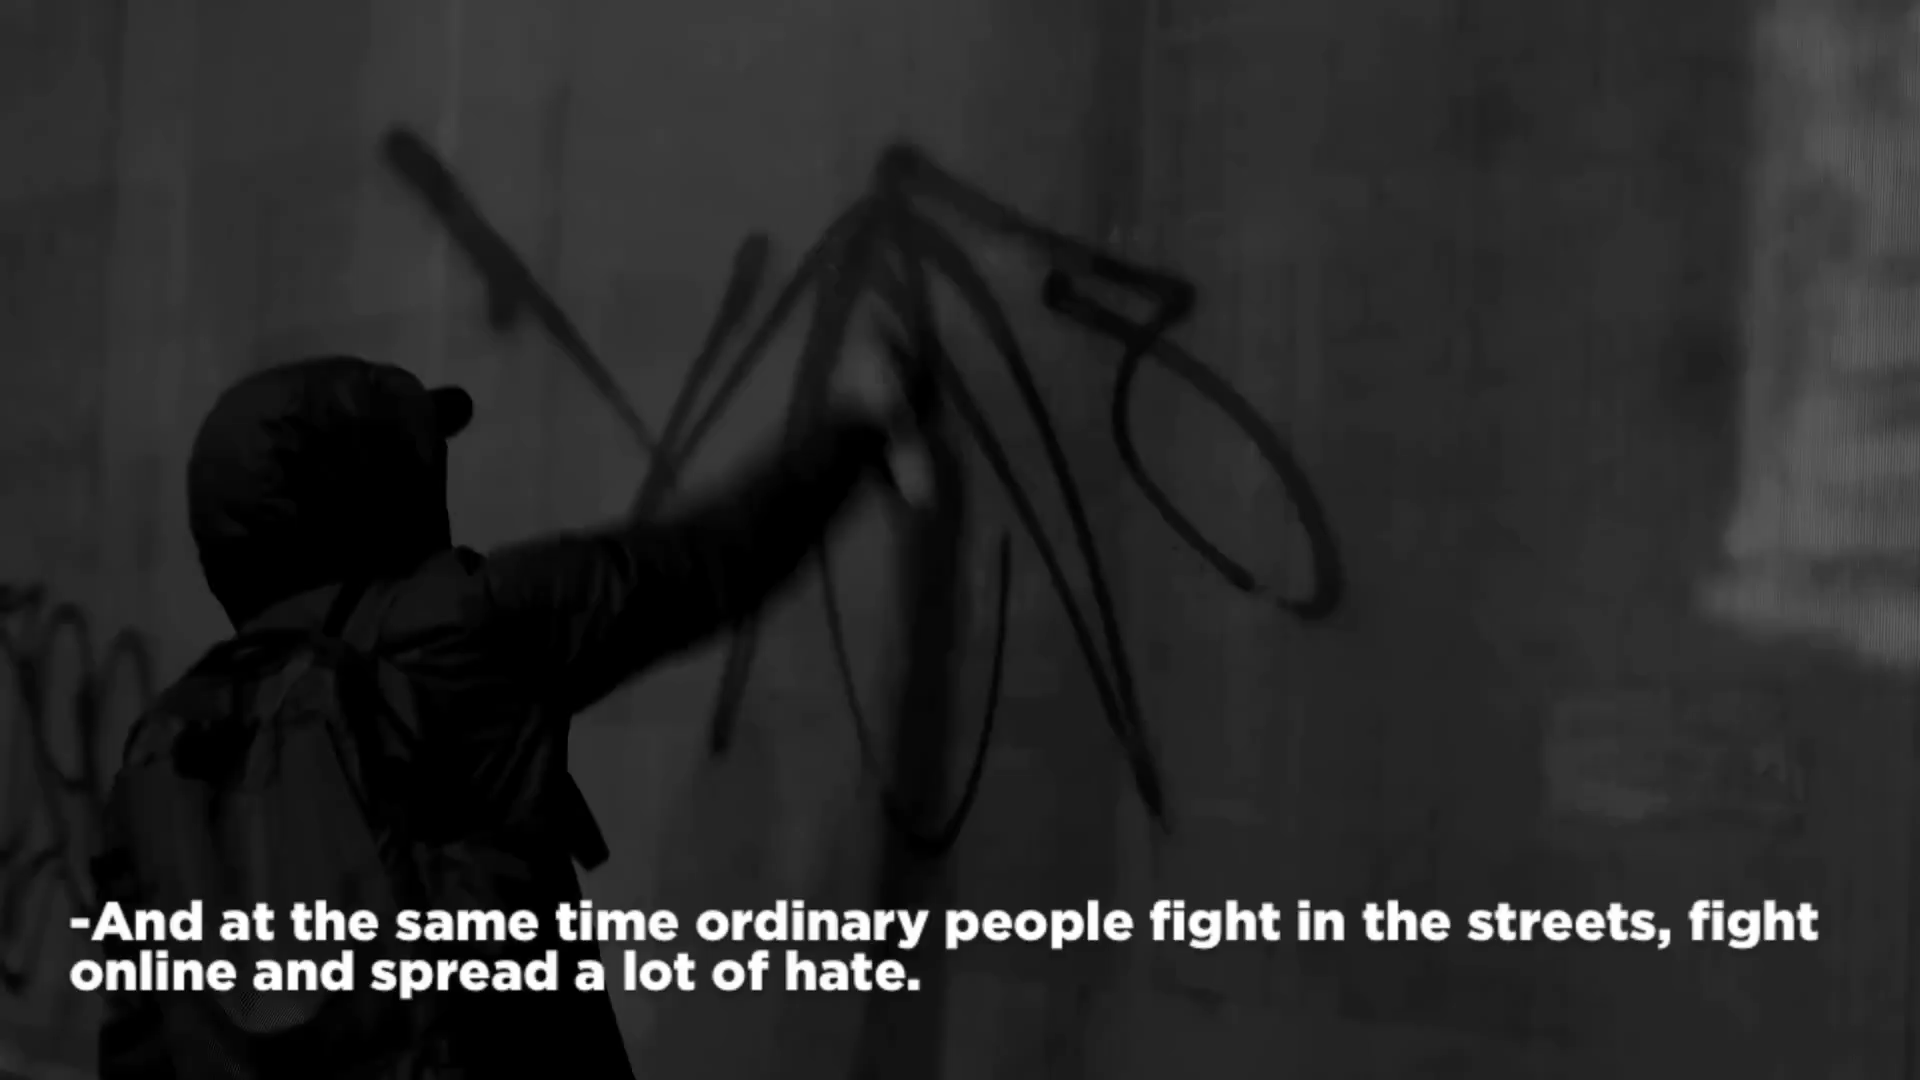 -And at the same time ordinary people fight in the streets, fight
online and spread a lot of hate.